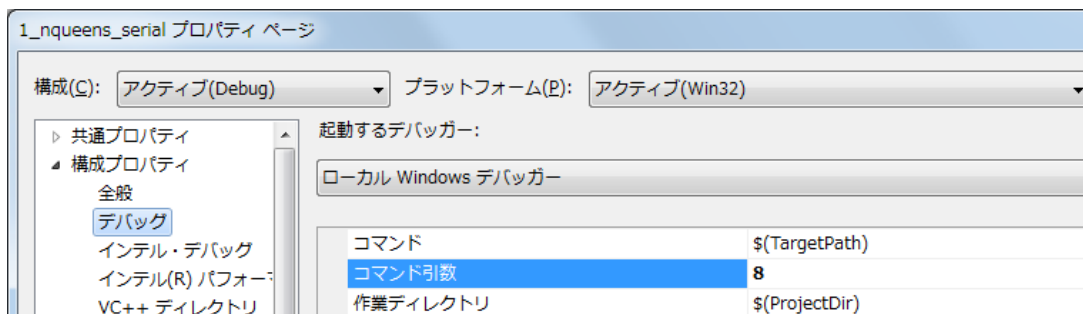 1_nqueens_serial プロパティ ページ
構成(C): アクティブ(Debug) プラットフォーム(P): アクティブ(Win32)
共通プロパティ
構成プロパティ
全般
デバッグ
インテル・デバッグ
インテル(R) パフォー
VC++ ディレクトリ
起動するデバッガー:
ローカル Windows デバッガー
コマンド $(TargetPath)
コマンド引数 8
作業ディレクトリ $(ProjectDir)